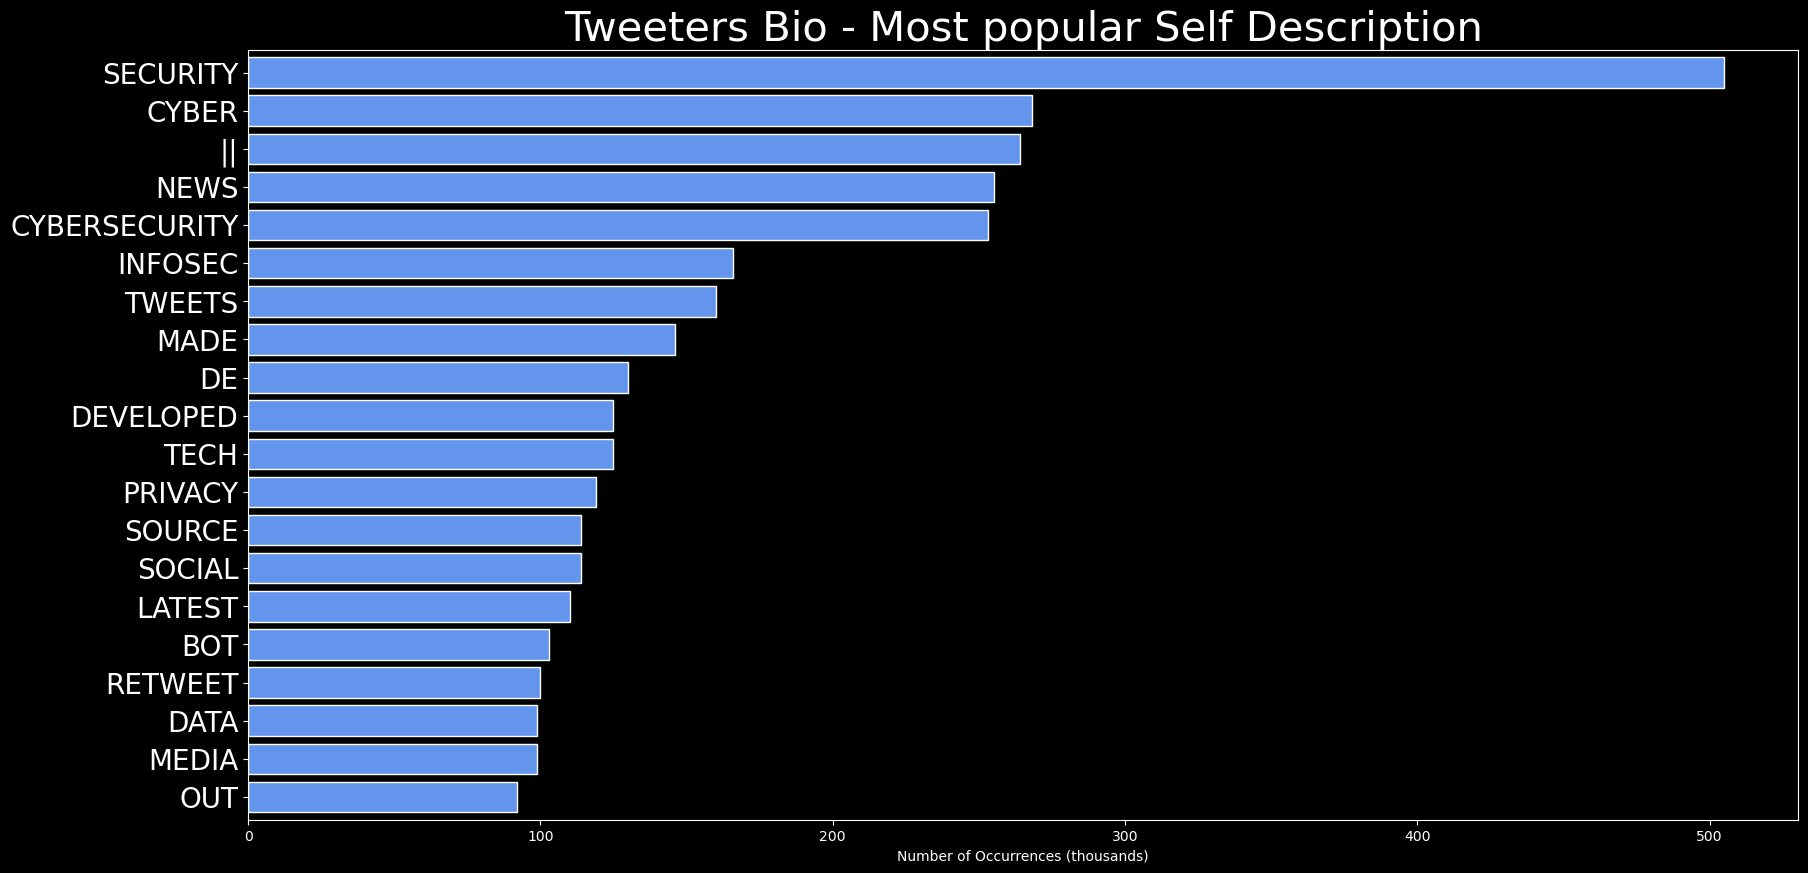 Tweeters Bio - Most popular Self Description
SECURITY
CYBER
||
NEWS
CYBERSECURITY
INFOSEC
TWEETS
MADE
DE
DEVELOPED
TECH
PRIVACY
SOURCE
SOCIAL
LATEST
BOT
RETWEET
DATA
MEDIA
OUT
0 100 200 300 400 500
Number of Occurrences (thousands)